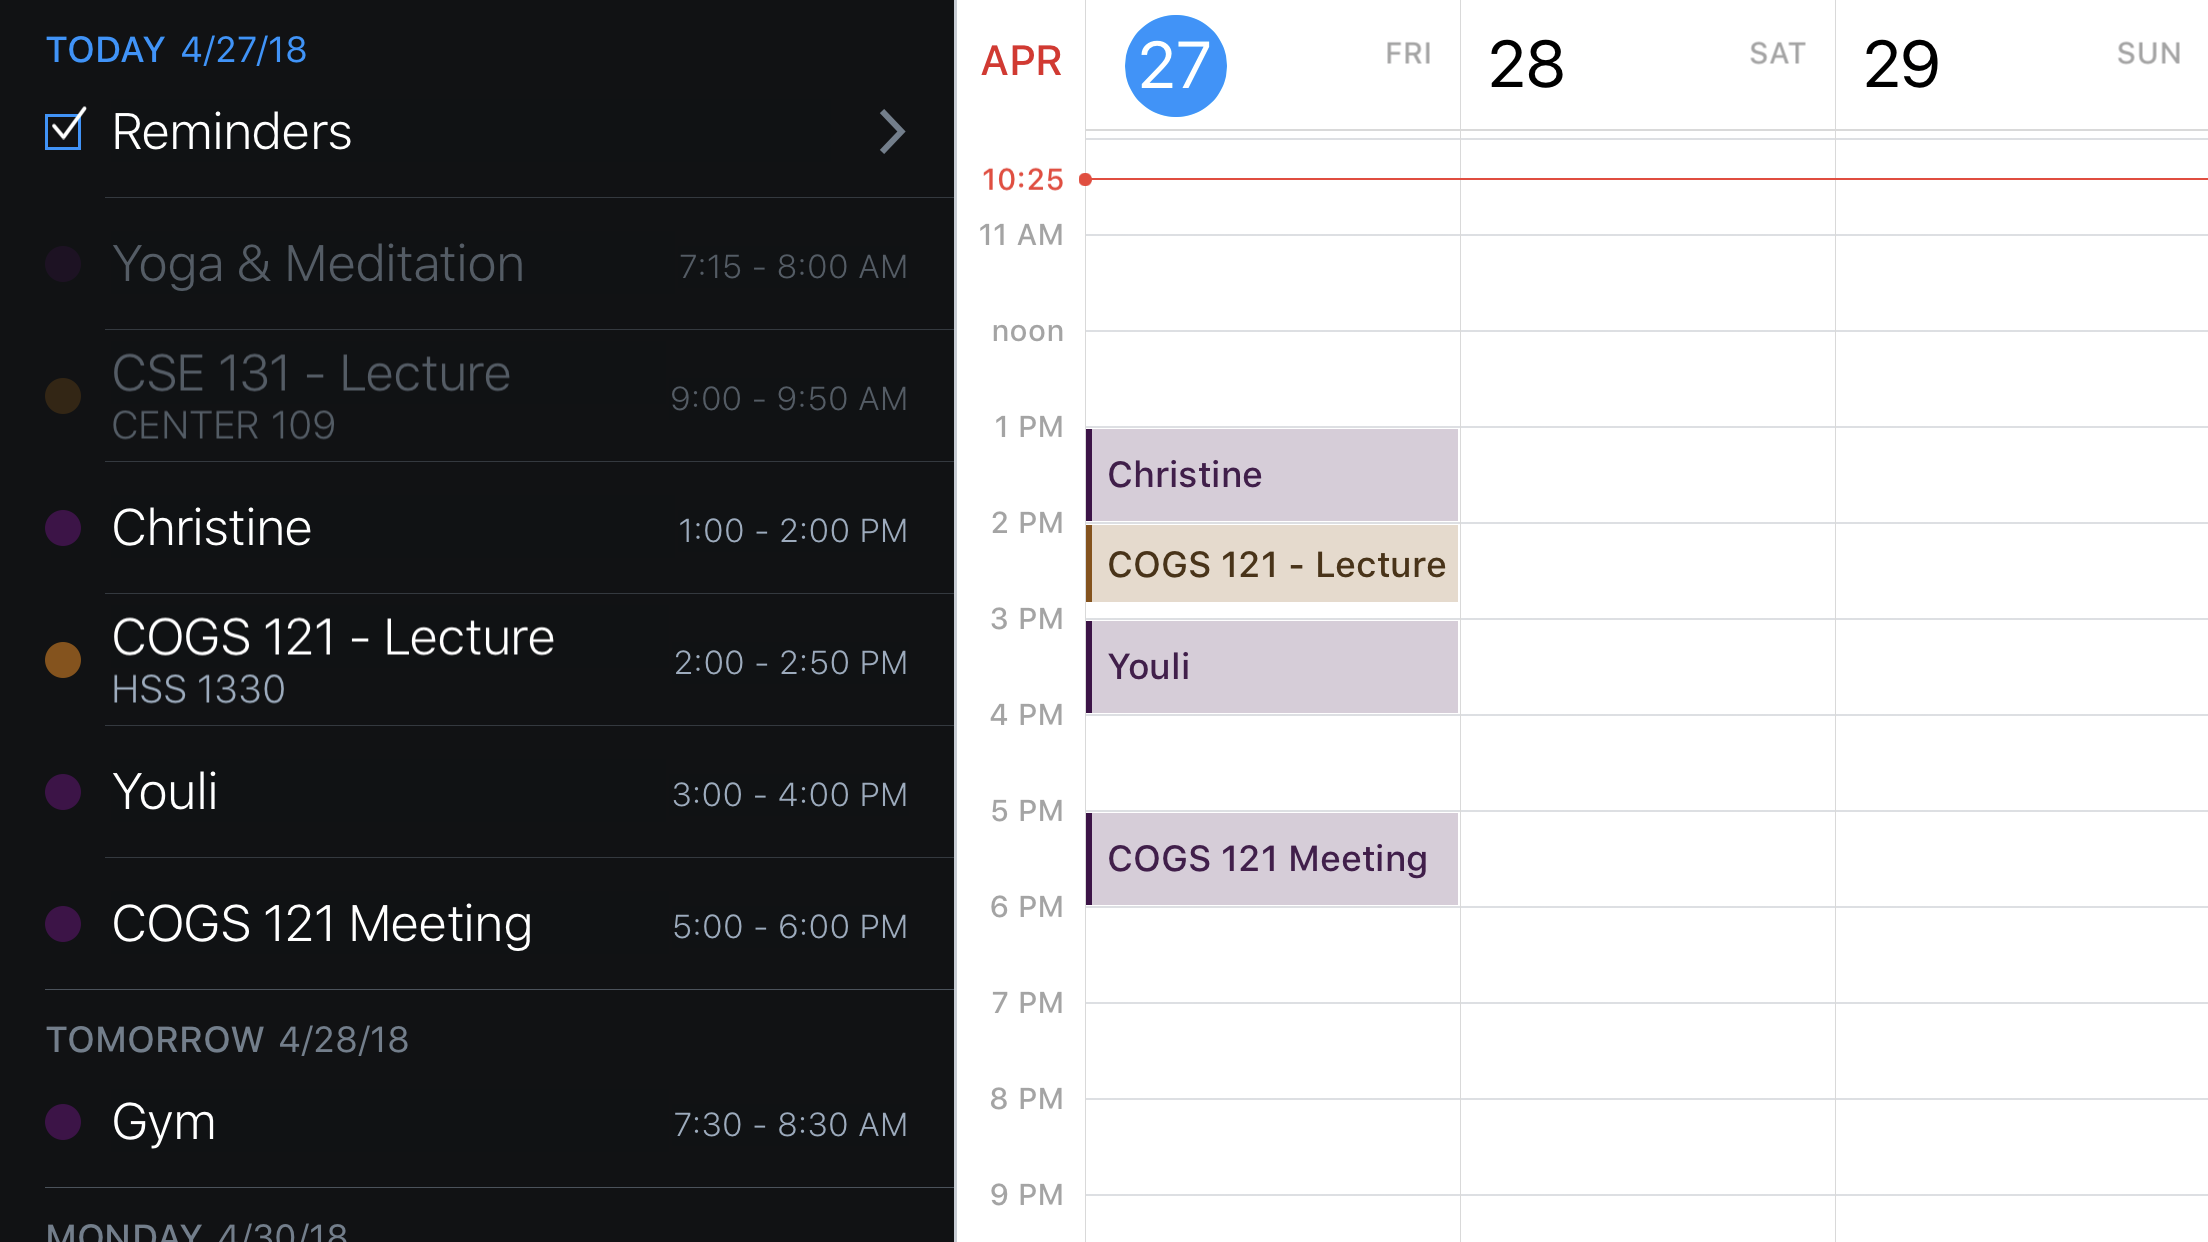 TODAY 4/27/18
Reminders
Yoga & Meditation 7:15 - 8:00 AM
CSE 131 - Lecture 9:00 - 9:50 AM
CENTER 109
Christine 1:00 - 2:00 PM
COGS 121 - Lecture 2:00 - 2:50 PM
HSS 1330
Youli 3:00 - 4:00 PM
COGS 121 Meeting 5:00 - 6:00 PM
TOMORROW 4/28/18
Gym 7:30 - 8:30 AM
MONDAY 4/30/18
APR 27 FRI 28 SAT 29 SUN
10:25
11 AM
noon
1 PM
Christine
2 PM
COGS 121 - Lecture
3 PM
Youli
4 PM
5 PM
COGS 121 Meeting
6 PM
7 PM
8 PM
9 PM